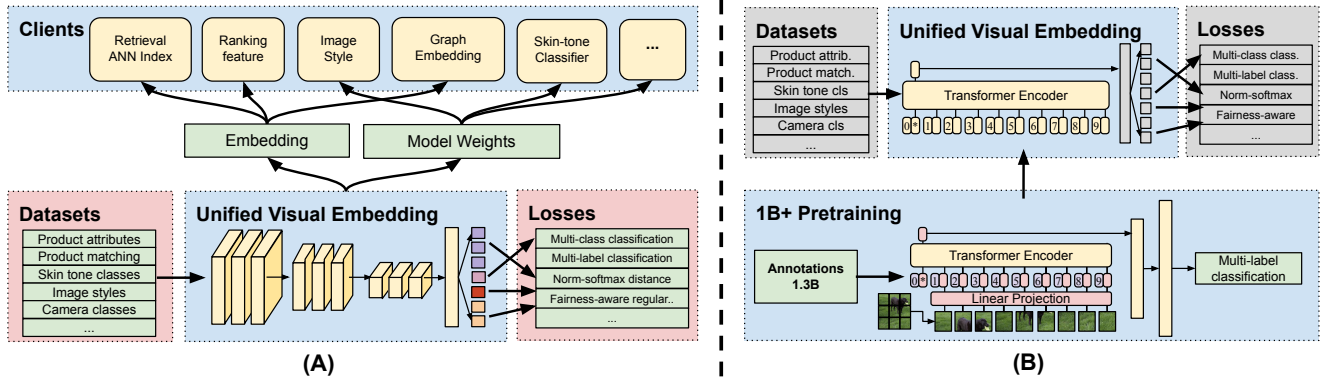 Clients
Retrieval
ANN Index
Ranking
feature
Image
Style
Graph
Embedding
Skin-tone
Classifier
...
Embedding
Model Weights
Datasets
Product attributes
Product matching
Skin tone classes
Image styles
Camera classes
...
Unified Visual Embedding
Losses
Multi-class classification
Multi-label classification
Norm-softmax distance
Fairness-aware regular..
...
(A)
Datasets
Product attrib.
Product match.
Skin tone cls
Image styles
Camera cls
...
Unified Visual Embedding
Transformer Encoder
0 * 1 2 3 4 5 6 7 8 9
Losses
Multi-class class.
Multi-label class.
Norm-softmax
Fairness-aware
...
1B+ Pretraining
Annotations
1.3B
Transformer Encoder
0 * 1 2 3 4 5 6 7 8 9
Linear Projection
Multi-label
classification
(B)